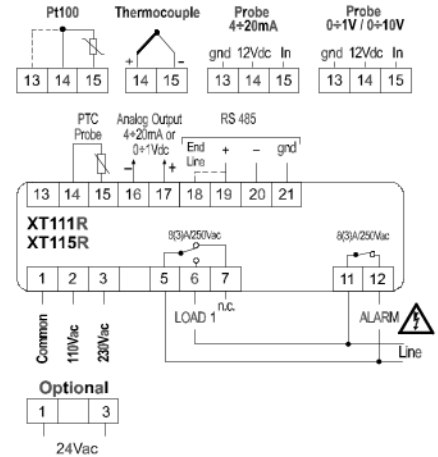 Pt100 Thermocouple Probe 4÷20mA Probe 0÷1V / 0÷10V
gnd 12Vdc In gnd 12Vdc In
+ −
13 14 15 14 15 13 14 15 13 14 15
PTC Probe Analog Output 4÷20mA or 0÷1Vdc RS 485
− + End Line + − gnd
13 14 15 16 17 18 19 20 21
XT111R
XT115R
8(3)A/250Vac 8(3)A/250Vac
1 2 3 5 6 7 11 12
n.c.
LOAD 1 ALARM
Common 110Vac 230Vac
Line
Optional
1 3
24Vac